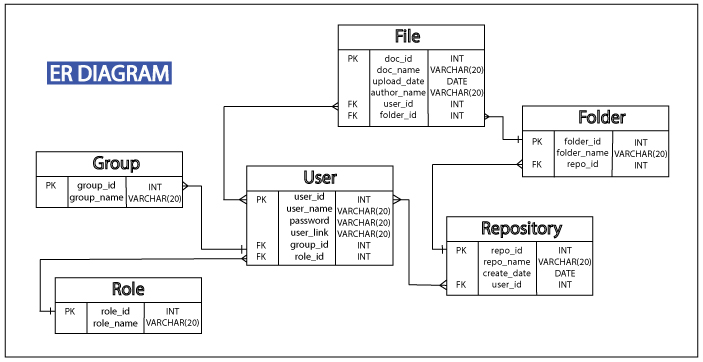 ER DIAGRAM
File
PK doc_id INT
doc_name VARCHAR(20)
upload_date DATE
author_name VARCHAR(20)
FK user_id INT
FK folder_id INT
Folder
PK folder_id INT
folder_name VARCHAR(20)
FK repo_id INT
Group
PK group_id INT
group_name VARCHAR(20)
User
PK user_id INT
user_name VARCHAR(20)
password VARCHAR(20)
user_link VARCHAR(20)
FK group_id INT
FK role_id INT
Repository
PK repo_id INT
repo_name VARCHAR(20)
create_date DATE
FK user_id INT
Role
PK role_id INT
role_name VARCHAR(20)